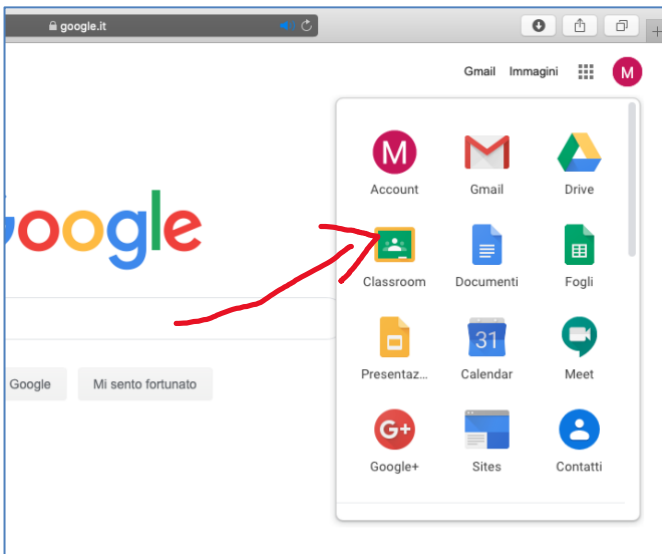 google.it
Gmail Immagini M
Google
M
Account Gmail Drive
Classroom Documenti Fogli
31
Presentaz... Calendar Meet
G+
Google+ Sites Contatti
Google Mi sento fortunato